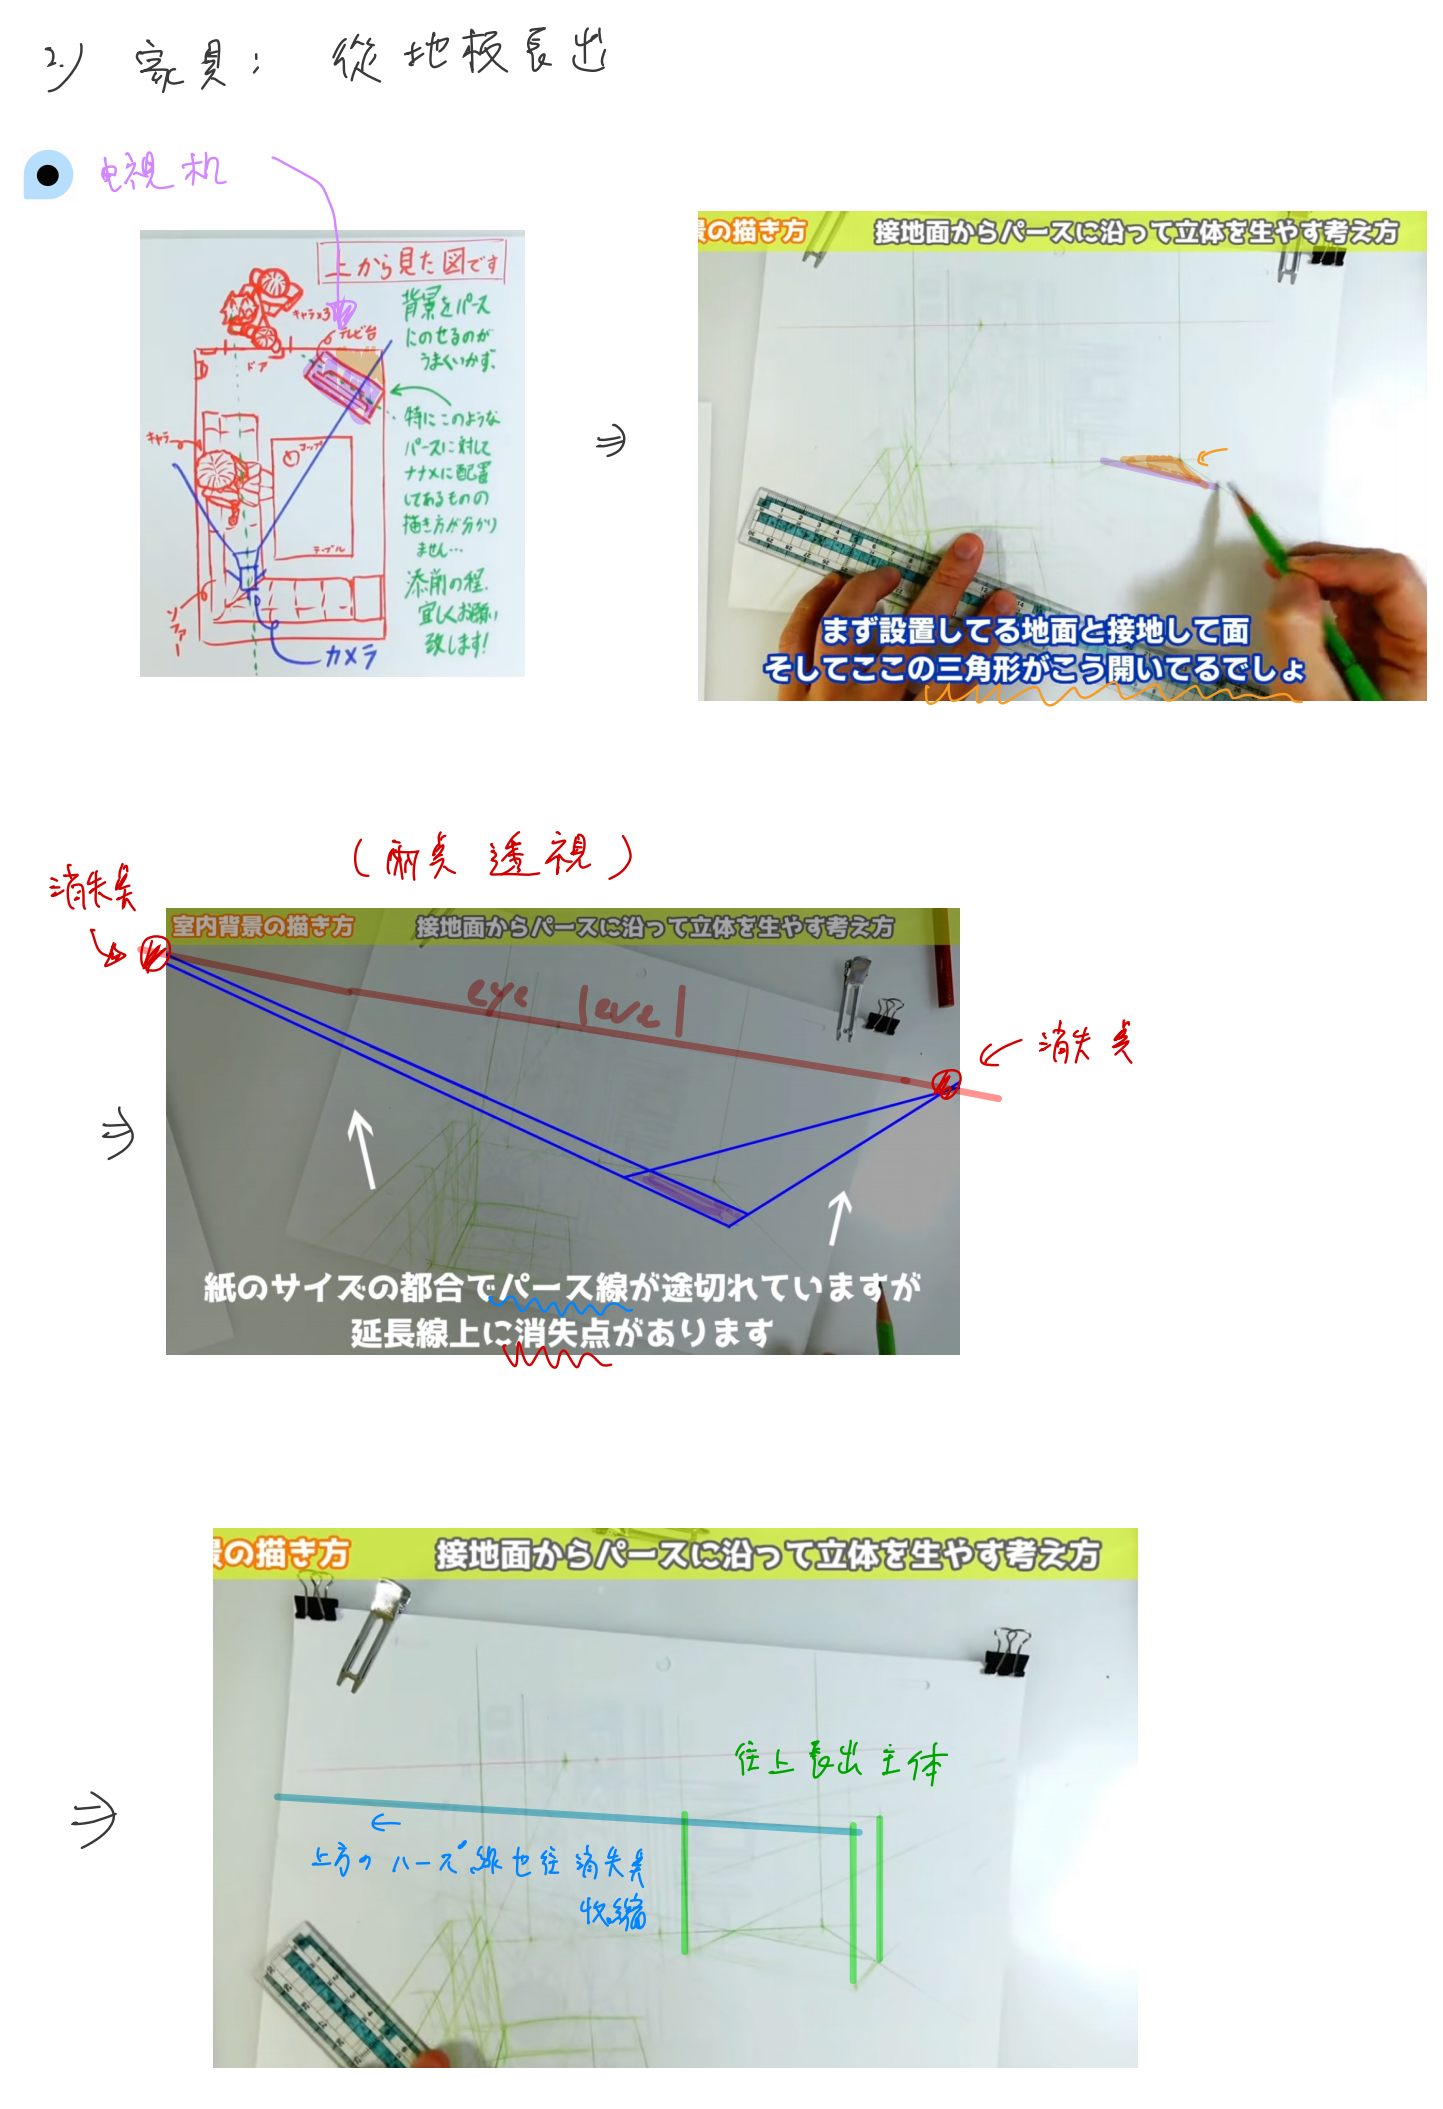 2.) 家具: 從地板長出
电視机
上から見た図です
キャラ×3
テレビ台
ドア
キャラ
コップ
テーブル
ソファー
カメラ
背景をパース
にのせるのが
うまくいかず、
特にこのような
パースに対して
ナナメに配置
してあるものの
描き方が分かり
ません…
添削の程、
宜しくお願い
致します!
景の描き方 接地面からパースに沿って立体を生やす考え方
まず設置してる地面と接地して面
そしてここの三角形がこう開いてるでしょ
(兩点透視)
消失点
室内背景の描き方 接地面からパースに沿って立体を生やす考え方
eye level
消失点
紙のサイズの都合でパース線が途切れていますが
延長線上に消失点があります
景の描き方 接地面からパースに沿って立体を生やす考え方
往上長出主体
上方のパース線也往消失点
收縮